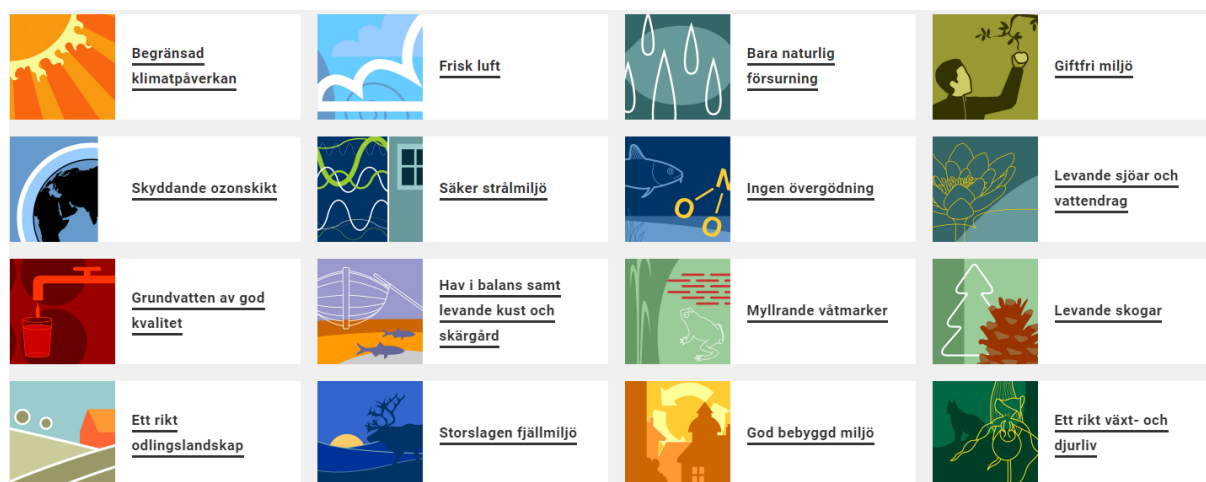 Begränsad
klimatpåverkan
Frisk luft
Bara naturlig
försurning
Giftfri miljö
Skyddande ozonskikt
Säker strålmiljö
Ingen övergödning
N
O
O
Levande sjöar och
vattendrag
Grundvatten av god
kvalitet
Hav i balans samt
levande kust och
skärgård
Myllrande våtmarker
Levande skogar
Ett rikt
odlingslandskap
Storslagen fjällmiljö
God bebyggd miljö
Ett rikt växt- och
djurliv